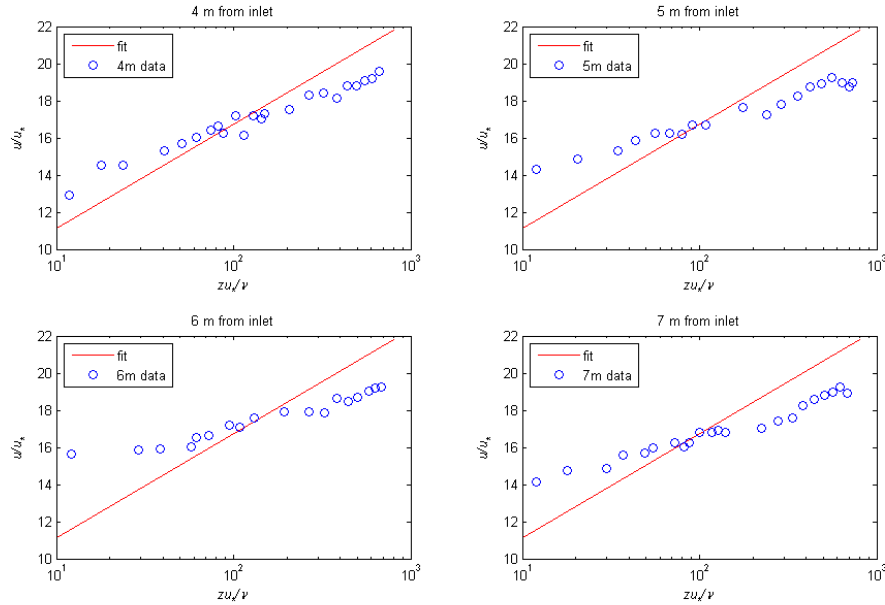 4 m from inlet
22
20
18
16
14
12
10
u/u*
fit
4m data
10^1
10^2
10^3
zu*/ν
5 m from inlet
22
20
18
16
14
12
10
u/u*
fit
5m data
10^1
10^2
10^3
zu*/ν
6 m from inlet
22
20
18
16
14
12
10
u/u*
fit
6m data
10^1
10^2
10^3
zu*/ν
7 m from inlet
22
20
18
16
14
12
10
u/u*
fit
7m data
10^1
10^2
10^3
zu*/ν